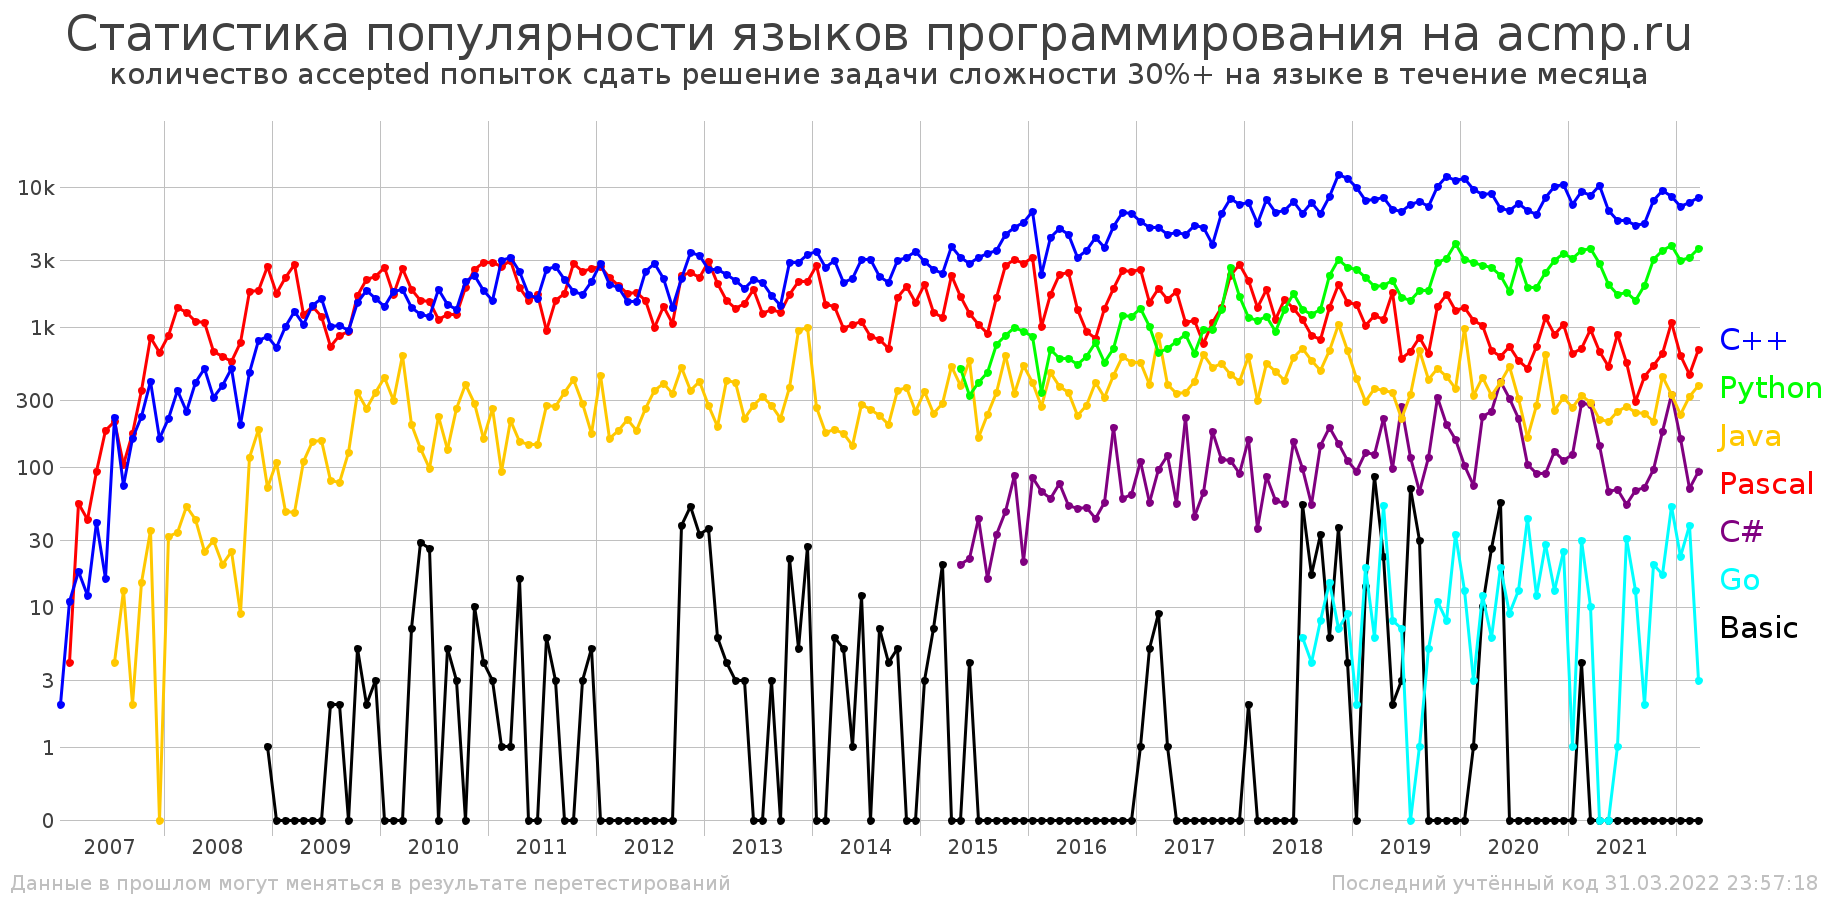 Статистика популярности языков программирования на acmp.ru
количество accepted попыток сдать решение задачи сложности 30%+ на языке в течение месяца
10k
3k
1k
300
100
30
10
3
1
0
C++
Python
Java
Pascal
C#
Go
Basic
2007 2008 2009 2010 2011 2012 2013 2014 2015 2016 2017 2018 2019 2020 2021
Данные в прошлом могут меняться в результате перетестирований
Последний учтённый код 31.03.2022 23:57:18